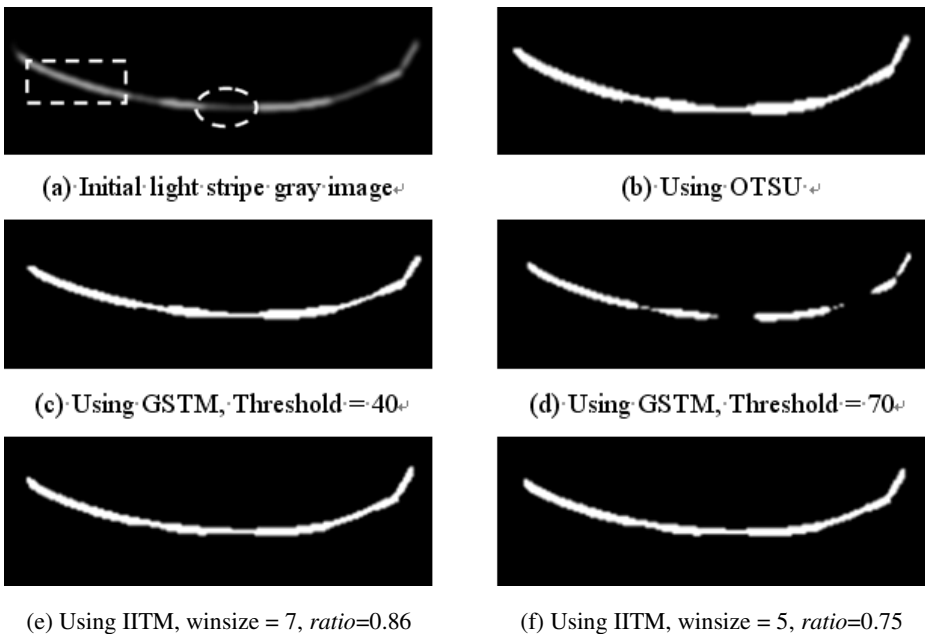 (a) Initial light stripe gray image
(b) Using OTSU
(c) Using GSTM, Threshold = 40
(d) Using GSTM, Threshold = 70
(e) Using IITM, winsize = 7, ratio=0.86
(f) Using IITM, winsize = 5, ratio=0.75